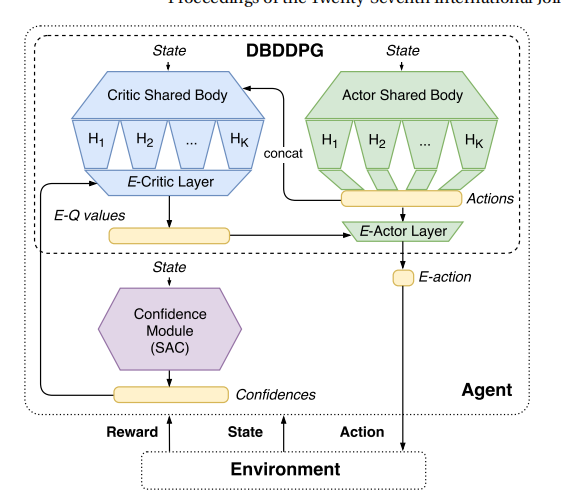 Proceedings of the Twenty-Seventh International Join
DBDDPG
State
State
Critic Shared Body
Actor Shared Body
H1 H2 ... HK
H1 H2 ... HK
concat
E-Critic Layer
Actions
E-Q values
E-Actor Layer
State
E-action
Confidence
Module
(SAC)
Confidences
Agent
Reward
State
Action
Environment